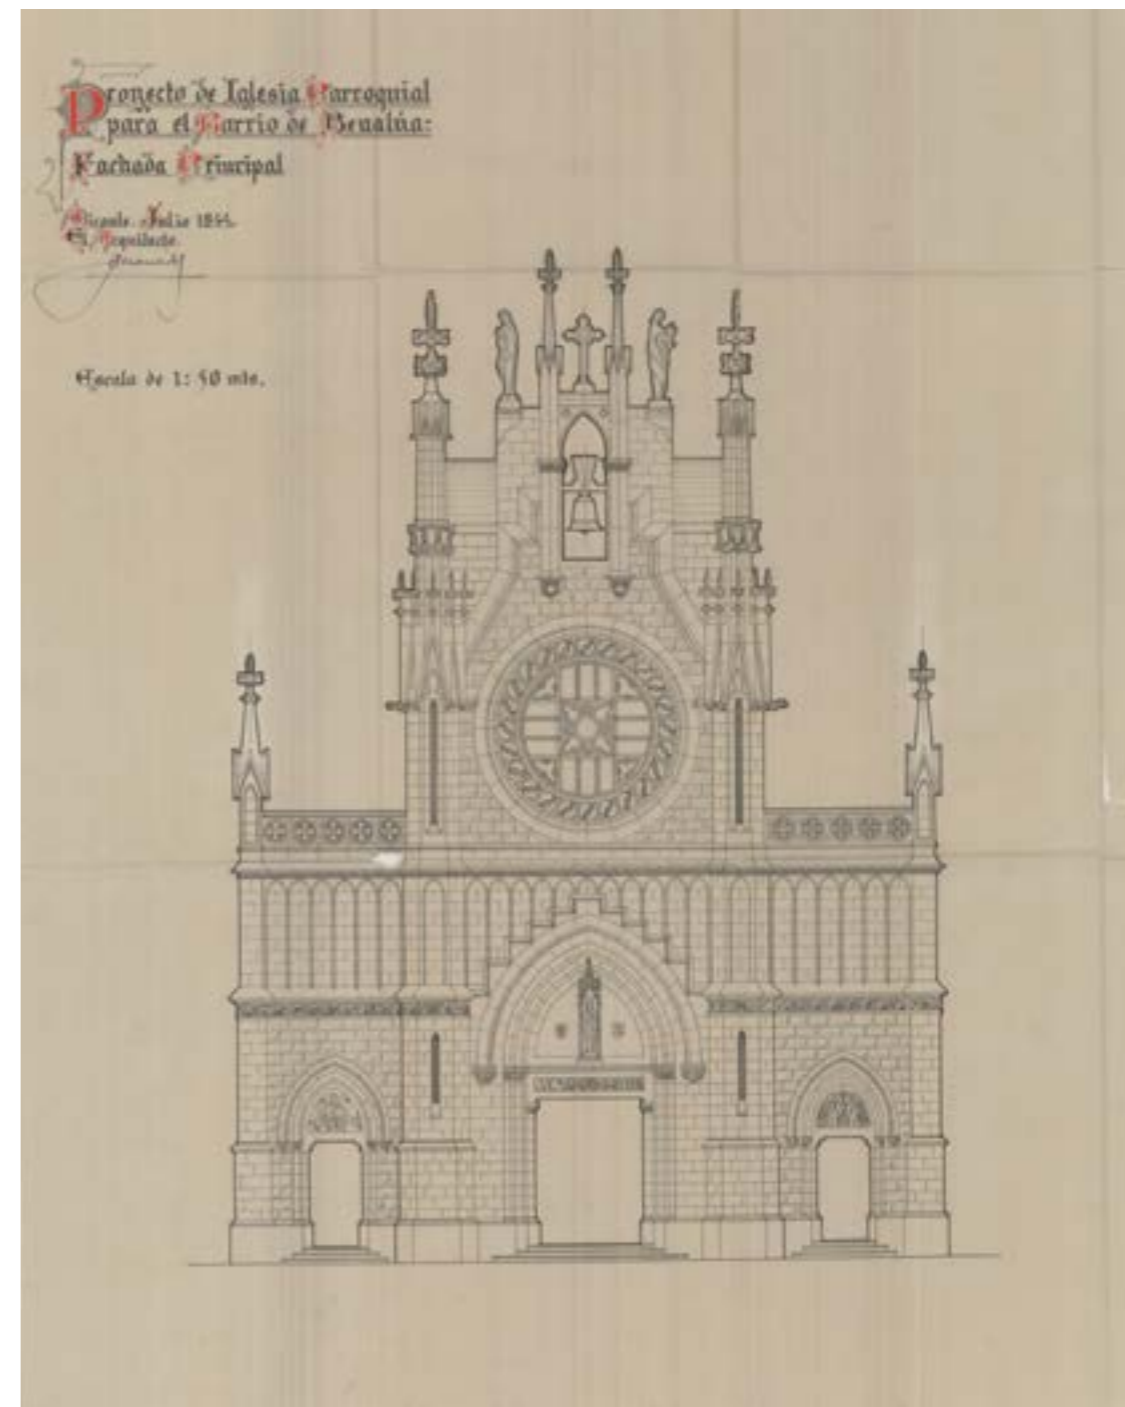 Proyecto de Iglesia Parroquial
para el Barrio de Benalúa:
Fachada Principal
Alicante. Julio
El Arquitecto.
Escala de 1: 50 mts.